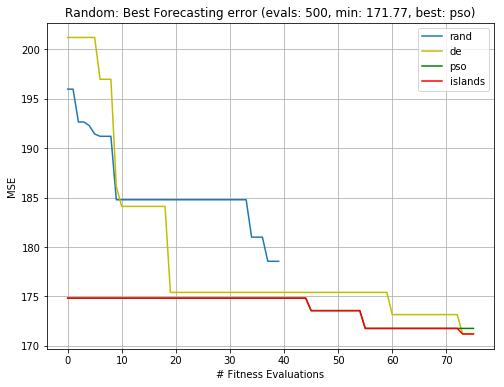 Random: Best Forecasting error (evals: 500, min: 171.77, best: pso)
rand
de
pso
islands
MSE
200
195
190
185
180
175
170
0 10 20 30 40 50 60 70
# Fitness Evaluations